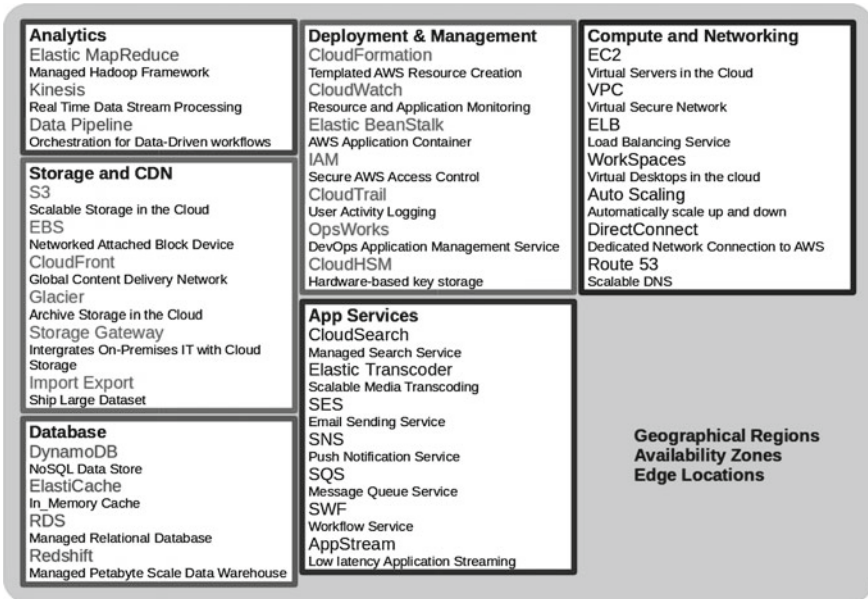 Analytics
Elastic MapReduce
Managed Hadoop Framework
Kinesis
Real Time Data Stream Processing
Data Pipeline
Orchestration for Data-Driven workflows
Storage and CDN
S3
Scalable Storage in the Cloud
EBS
Networked Attached Block Device
CloudFront
Global Content Delivery Network
Glacier
Archive Storage in the Cloud
Storage Gateway
Intergrates On-Premises IT with Cloud
Storage
Import Export
Ship Large Dataset
Database
DynamoDB
NoSQL Data Store
ElastiCache
In_Memory Cache
RDS
Managed Relational Database
Redshift
Managed Petabyte Scale Data Warehouse
Deployment & Management
CloudFormation
Templated AWS Resource Creation
CloudWatch
Resource and Application Monitoring
Elastic BeanStalk
AWS Application Container
IAM
Secure AWS Access Control
CloudTrail
User Activity Logging
OpsWorks
DevOps Application Management Service
CloudHSM
Hardware-based key storage
App Services
CloudSearch
Managed Search Service
Elastic Transcoder
Scalable Media Transcoding
SES
Email Sending Service
SNS
Push Notification Service
SQS
Message Queue Service
SWF
Workflow Service
AppStream
Low latency Application Streaming
Compute and Networking
EC2
Virtual Servers in the Cloud
VPC
Virtual Secure Network
ELB
Load Balancing Service
WorkSpaces
Virtual Desktops in the cloud
Auto Scaling
Automatically scale up and down
DirectConnect
Dedicated Network Connection to AWS
Route 53
Scalable DNS
Geographical Regions
Availability Zones
Edge Locations